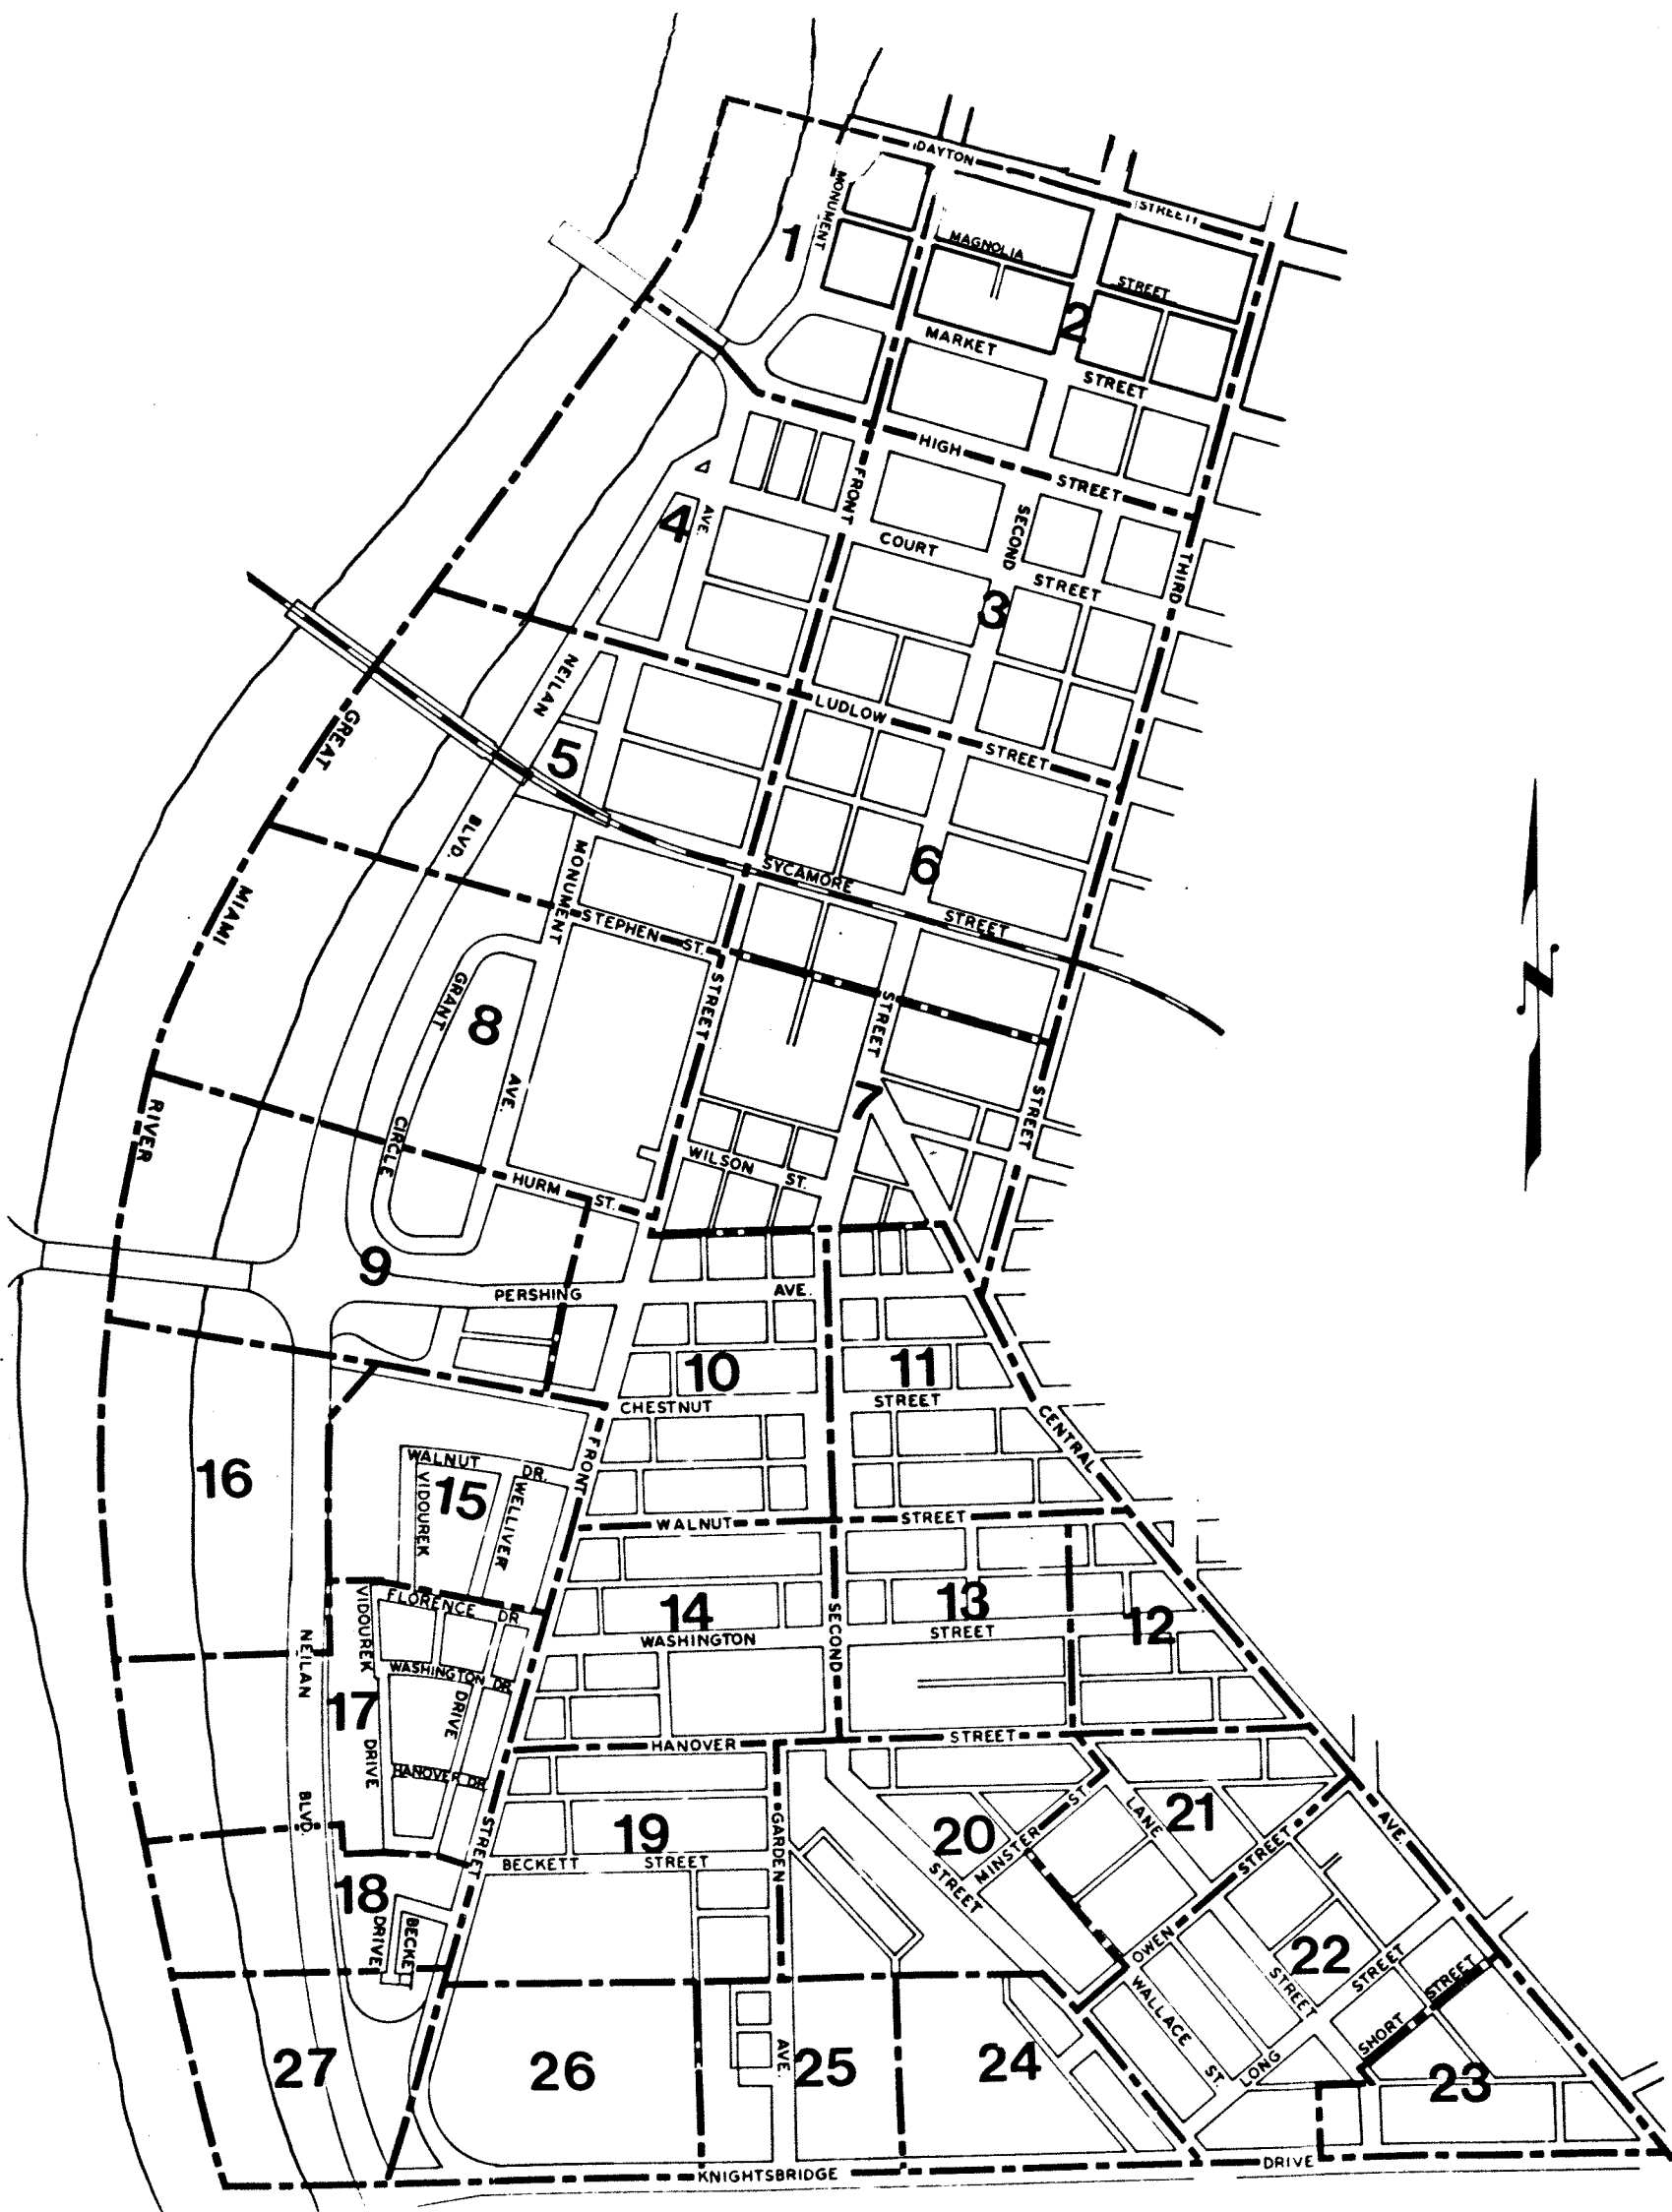 DAYTON
STREET
MONUMENT
1
MAGNOLIA
STREET
2
MARKET
STREET
HIGH
STREET
FRONT
4
AVE.
COURT
SECOND
STREET
THIRD
3
NEILAN
LUDLOW
STREET
GREAT
5
BLVD.
MONUMENT
SYCAMORE
6
STREET
MIAMI
STEPHEN ST.
STREET
GRANT
8
STREET
N
AVE.
7
STREET
RIVER
CIRCLE
WILSON
ST.
HURM ST.
9
PERSHING AVE.
10
11
CHESTNUT
STREET
CENTRAL
FRONT
16
WALNUT
DR.
VIDOUREK
15
WELLIVER
WALNUT
STREET
FLORENCE DR
VIDOUREK
14
13
12
SECOND
WASHINGTON
STREET
NEILAN
WASHINGTON DR.
17
DRIVE
DRIVE
HANOVER
STREET
HANOVER DR.
BLVD.
STREET
GARDEN
19
20
ST.
LANE
21
AVE.
BECKETT STREET
MINSTER
STREET
STREET
18
DRIVE
BECKETT
OWEN
22
STREET
STREET
STREET
WALLACE
ST.
SHORT
LONG
27
26
AVE.
25
24
23
KNIGHTSBRIDGE
DRIVE